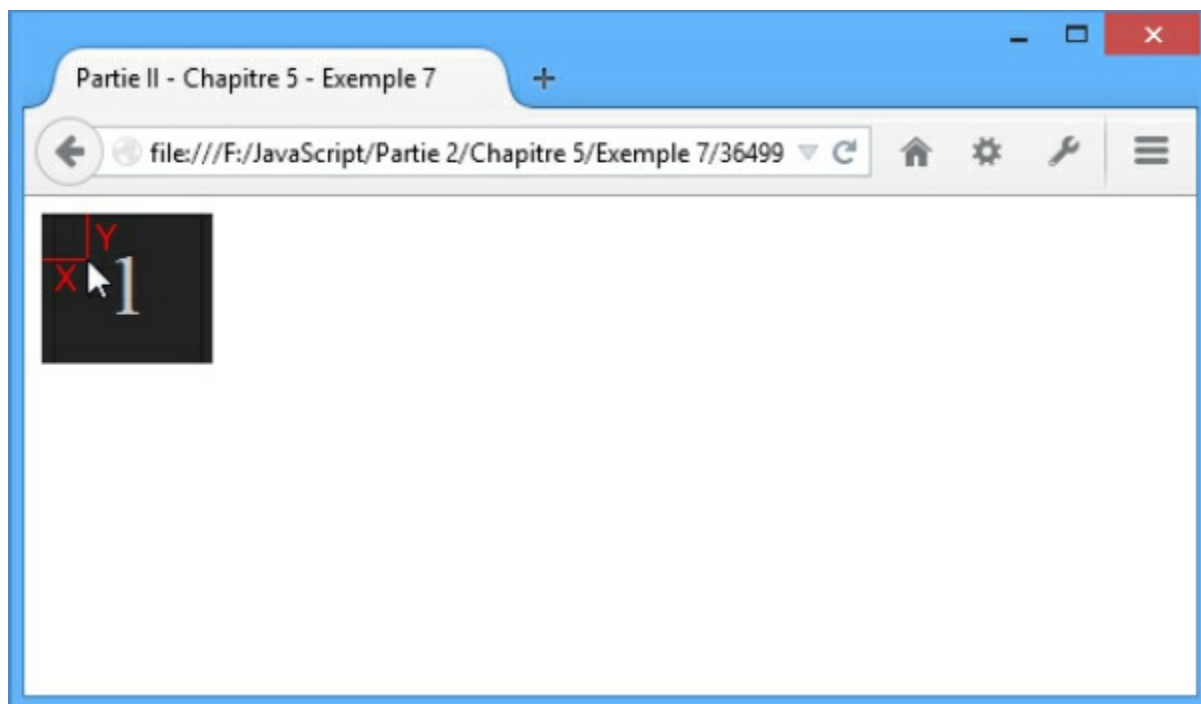 Partie II - Chapitre 5 - Exemple 7
file:///F:/JavaScript/Partie 2/Chapitre 5/Exemple 7/36499
Y
X
1